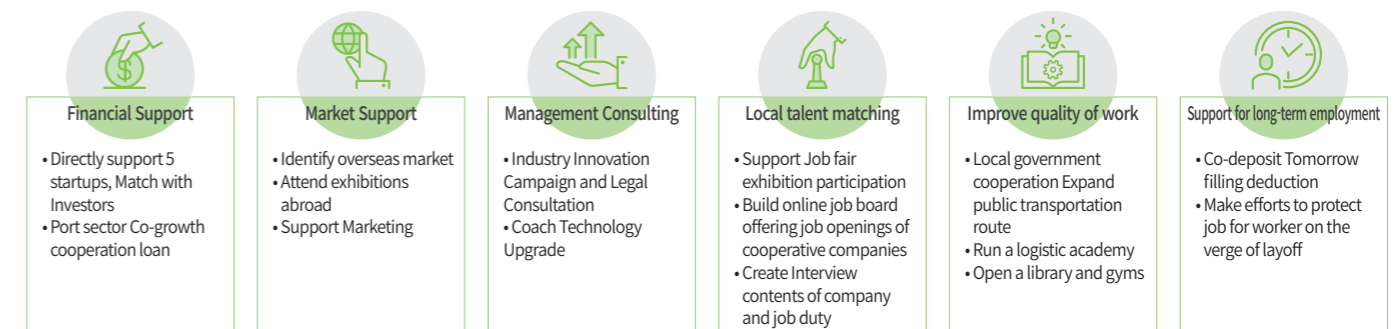 Financial Support
• Directly support 5
startups, Match with
Investors
• Port sector Co-growth
cooperation loan
Market Support
• Identify overseas market
• Attend exhibitions
abroad
• Support Marketing
Management Consulting
• Industry Innovation
Campaign and Legal
Consultation
• Coach Technology
Upgrade
Local talent matching
• Support Job fair
exhibition participation
• Build online job board
offering job openings of
cooperative companies
• Create Interview
contents of company
and job duty
Improve quality of work
• Local government
cooperation Expand
public transportation
route
• Run a logistic academy
• Open a library and gyms
Support for long-term employment
• Co-deposit Tomorrow
filling deduction
• Make efforts to protect
job for worker on the
verge of layoff